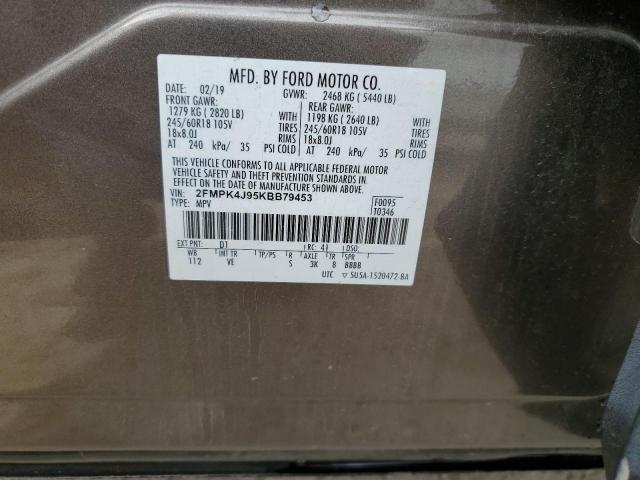 MFD. BY FORD MOTOR CO.
DATE: 02/19 GVWR: 2468 KG ( 5440 LB)
FRONT GAWR: REAR GAWR:
1279 KG ( 2820 LB) WITH 1198 KG ( 2640 LB) WITH
245/60R18 105V TIRES 245/60R18 105V TIRES
18x8.0J RIMS 18x8.0J RIMS
AT 240 kPa/ 35 PSI COLD AT 240 kPa/ 35 PSI COLD
THIS VEHICLE CONFORMS TO ALL APPLICABLE FEDERAL MOTOR
VEHICLE SAFETY AND THEFT PREVENTION STANDARDS IN
EFFECT ON THE DATE OF MANUFACTURE SHOWN ABOVE.
VIN: 2FMPK4J95KBB79453 F0095
TYPE: MPV T0346
EXT PNT: D1 RC: 41 DSO:
WB INT TR TP/PS R AXLE TR SPR
112 VE S 3K 8 BBBB
UTC ▽ 5U5A-1520472-BA